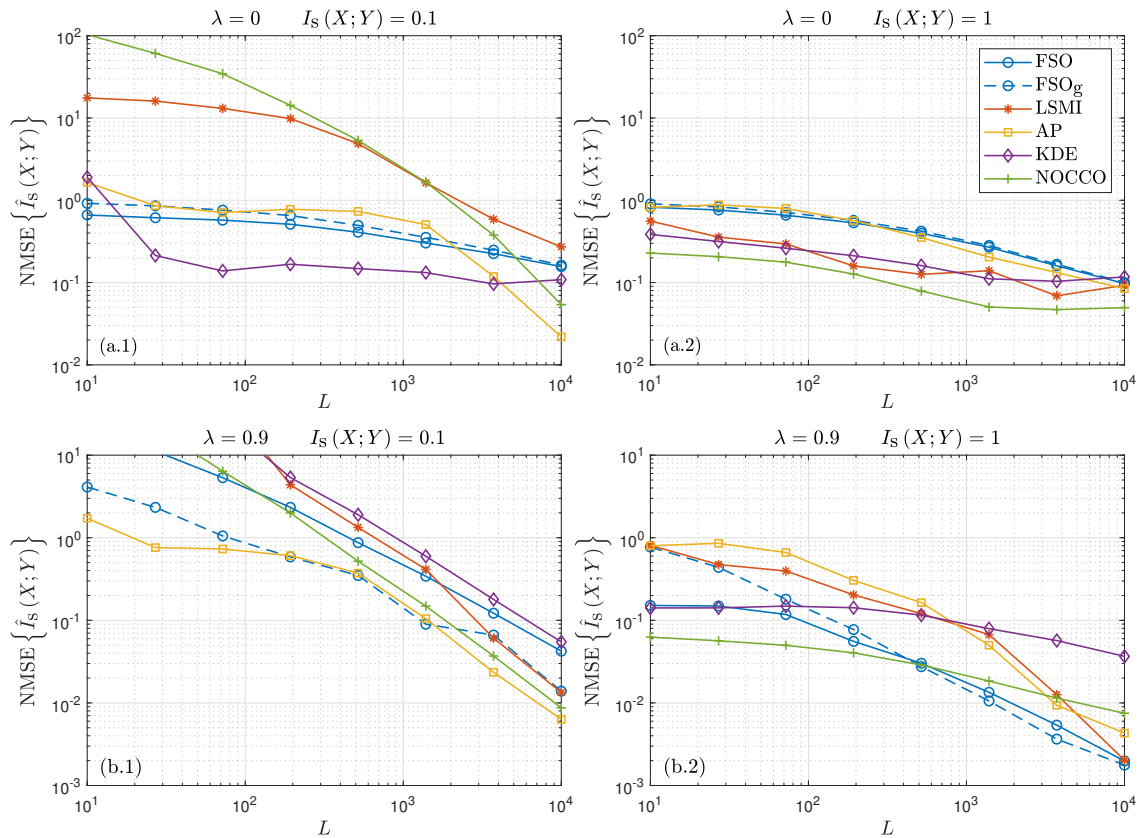 λ = 0 I_s (X; Y) = 0.1
NMSE { Î_s (X; Y) }
10^2
10^1
10^0
10^-1
10^-2
(a.1)
10^1 10^2 10^3 10^4
L
λ = 0 I_s (X; Y) = 1
NMSE { Î_s (X; Y) }
10^2
10^1
10^0
10^-1
10^-2
FSO
FSO_g
LSMI
AP
KDE
NOCCO
(a.2)
10^1 10^2 10^3 10^4
L
λ = 0.9 I_s (X; Y) = 0.1
NMSE { Î_s (X; Y) }
10^1
10^0
10^-1
10^-2
10^-3
(b.1)
10^1 10^2 10^3 10^4
L
λ = 0.9 I_s (X; Y) = 1
NMSE { Î_s (X; Y) }
10^1
10^0
10^-1
10^-2
10^-3
(b.2)
10^1 10^2 10^3 10^4
L